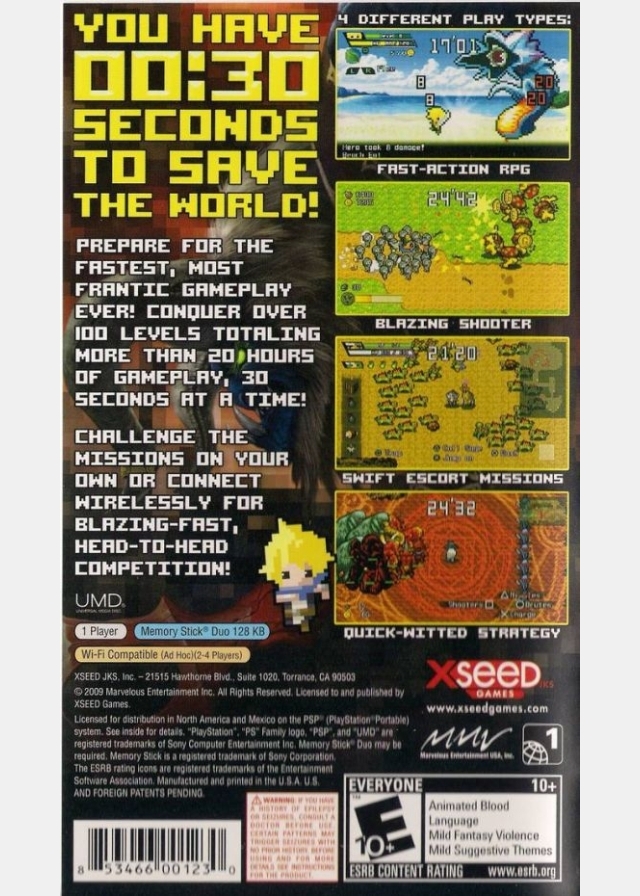 YOU HAVE
00:30
SECONDS
TO SAVE
THE WORLD!
PREPARE FOR THE
FASTEST, MOST
FRANTIC GAMEPLAY
EVER! CONQUER OVER
100 LEVELS TOTALING
MORE THAN 20 HOURS
OF GAMEPLAY, 30
SECONDS AT A TIME!
CHALLENGE THE
MISSIONS ON YOUR
OWN OR CONNECT
WIRELESSLY FOR
BLAZING-FAST,
HEAD-TO-HEAD
COMPETITION!
4 DIFFERENT PLAY TYPES:
17"01
8
8
20
20
Hero took 8 damage!
FAST-ACTION RPG
24"42
BLAZING SHOOTER
21"20
SWIFT ESCORT MISSIONS
24"32
Shooters
Brutes
Charge
QUICK-WITTED STRATEGY
UMD
1 Player
Memory Stick® Duo 128 KB
Wi-Fi Compatible (Ad Hoc)(2-4 Players)
XSEED JKS, Inc. – 21515 Hawthorne Blvd., Suite 1020, Torrance, CA 90503
© 2009 Marvelous Entertainment Inc. All Rights Reserved. Licensed to and published by
XSEED Games.
Licensed for distribution in North America and Mexico on the PSP® (PlayStation®Portable)
system. See inside for details. "PlayStation", "PS" Family logo, "PSP", and "UMD" are
registered trademarks of Sony Computer Entertainment Inc. Memory Stick® Duo may be
required. Memory Stick is a registered trademark of Sony Corporation.
The ESRB rating icons are registered trademarks of the Entertainment
Software Association. Manufactured and printed in the U.S.A. U.S.
AND FOREIGN PATENTS PENDING.
XSEED JKS
GAMES
www.xseedgames.com
Marvelous Entertainment USA, Inc.
1
8 53466 00123 0
WARNING: IF YOU HAVE
A HISTORY OF EPILEPSY
OR SEIZURES, CONSULT A
DOCTOR BEFORE USE.
CERTAIN PATTERNS MAY
TRIGGER SEIZURES WITH
NO PRIOR HISTORY. BEFORE
USING AND FOR MORE
DETAILS SEE INSTRUCTIONS
FOR THE PRODUCT.
EVERYONE 10+
E
10+
Animated Blood
Language
Mild Fantasy Violence
Mild Suggestive Themes
ESRB CONTENT RATING www.esrb.org